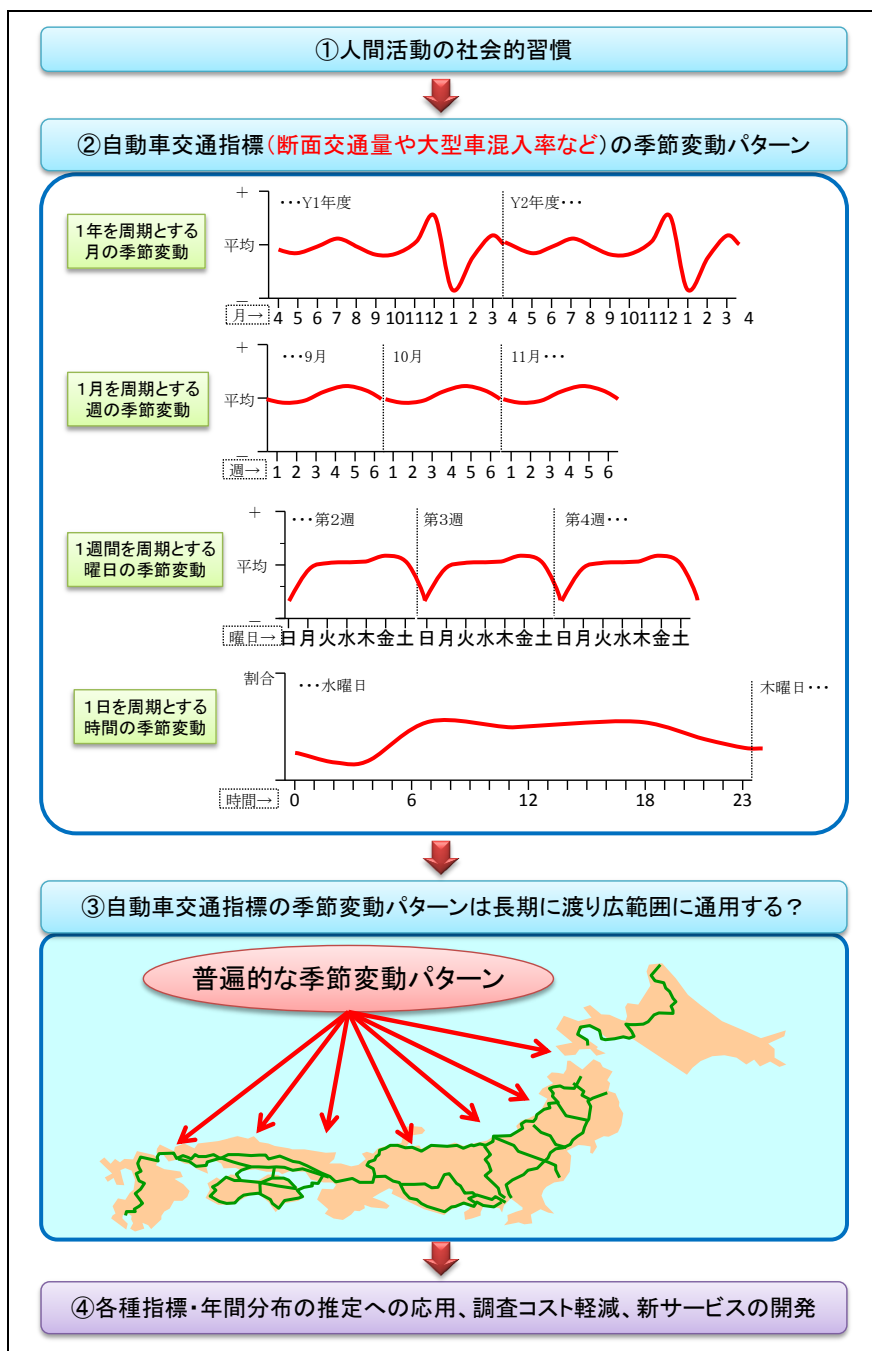 ①人間活動の社会的習慣
②自動車交通指標(断面交通量や大型車混入率など)の季節変動パターン
1年を周期とする
月の季節変動
+
平均
−
・・・Y1年度
Y2年度・・・
月→
4 5 6 7 8 9 10 11 12 1 2 3 4 5 6 7 8 9 10 11 12 1 2 3 4
1月を周期とする
週の季節変動
+
平均
−
・・・9月
10月
11月・・・
週→
1 2 3 4 5 6 1 2 3 4 5 6 1 2 3 4 5 6
1週間を周期とする
曜日の季節変動
+
平均
−
・・・第2週
第3週
第4週・・・
曜日→
日月火水木金土 日月火水木金土 日月火水木金土
1日を周期とする
時間の季節変動
割合
・・・水曜日
木曜日・・・
時間→
0 6 12 18 23
③自動車交通指標の季節変動パターンは長期に渡り広範囲に通用する?
普遍的な季節変動パターン
④各種指標・年間分布の推定への応用、調査コスト軽減、新サービスの開発